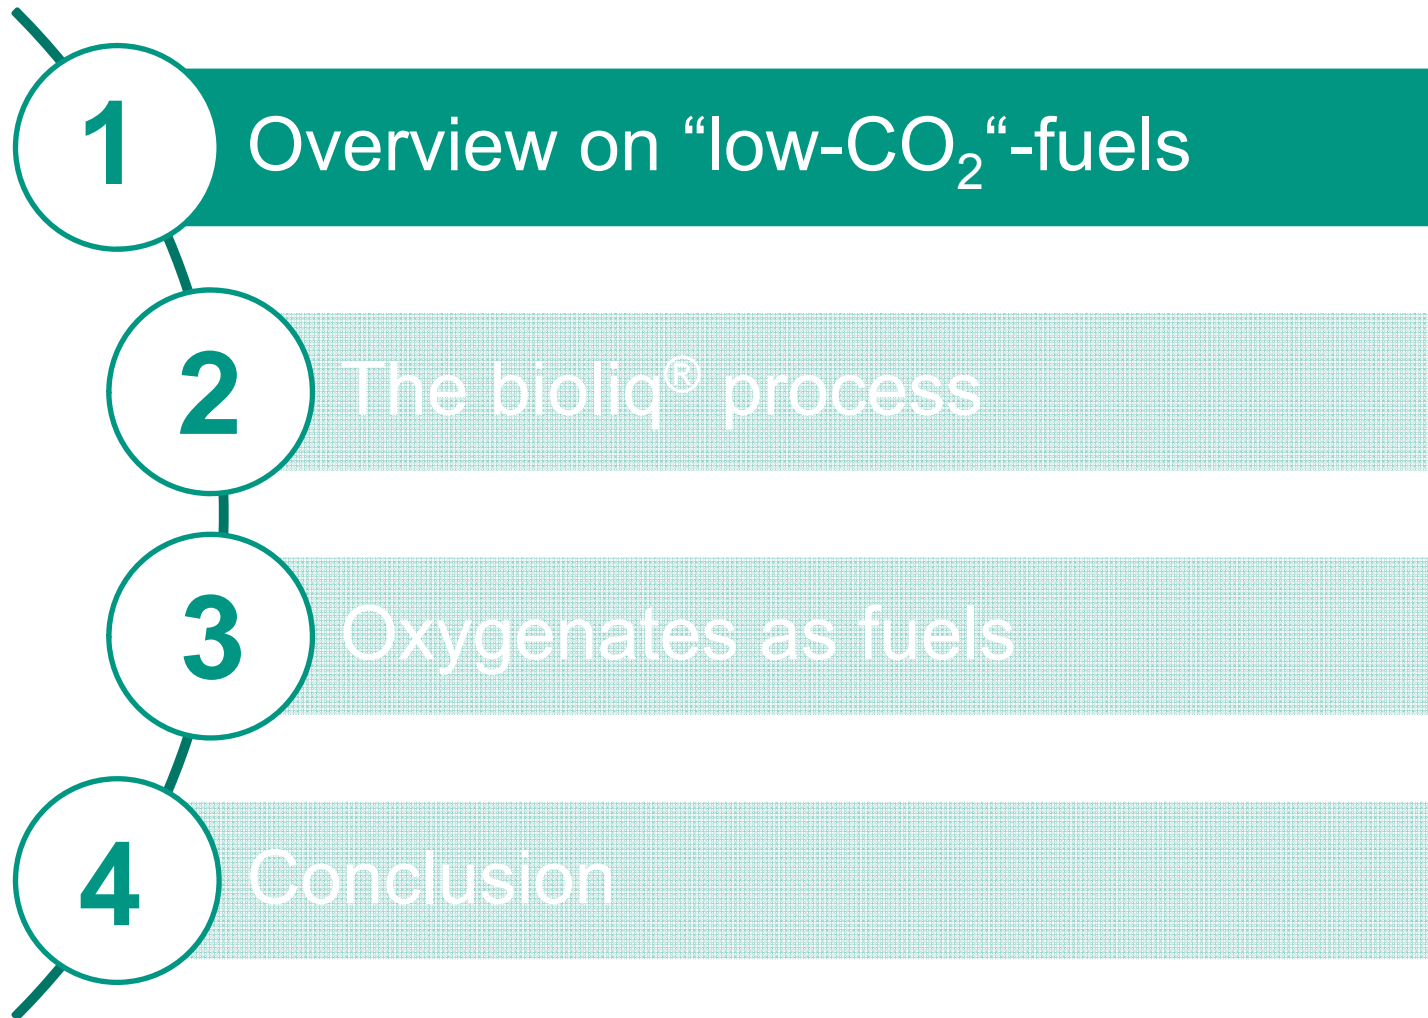 1
Overview on “low-CO₂“-fuels
2
The bioliq® process
3
Oxygenates as fuels
4
Conclusion